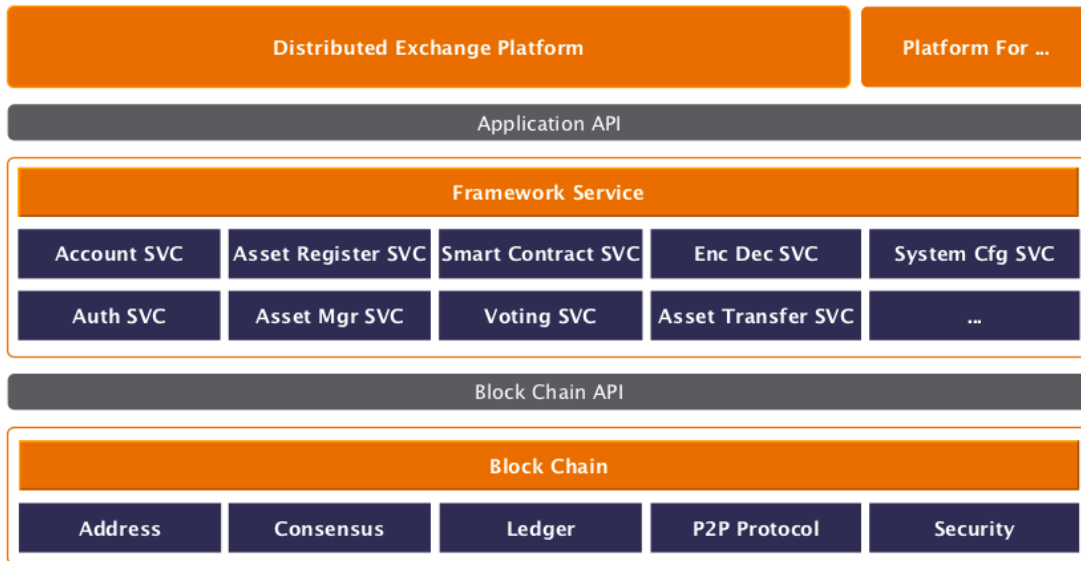 Distributed Exchange Platform
Platform For ...
Application API
Framework Service
Account SVC
Asset Register SVC
Smart Contract SVC
Enc Dec SVC
System Cfg SVC
Auth SVC
Asset Mgr SVC
Voting SVC
Asset Transfer SVC
...
Block Chain API
Block Chain
Address
Consensus
Ledger
P2P Protocol
Security